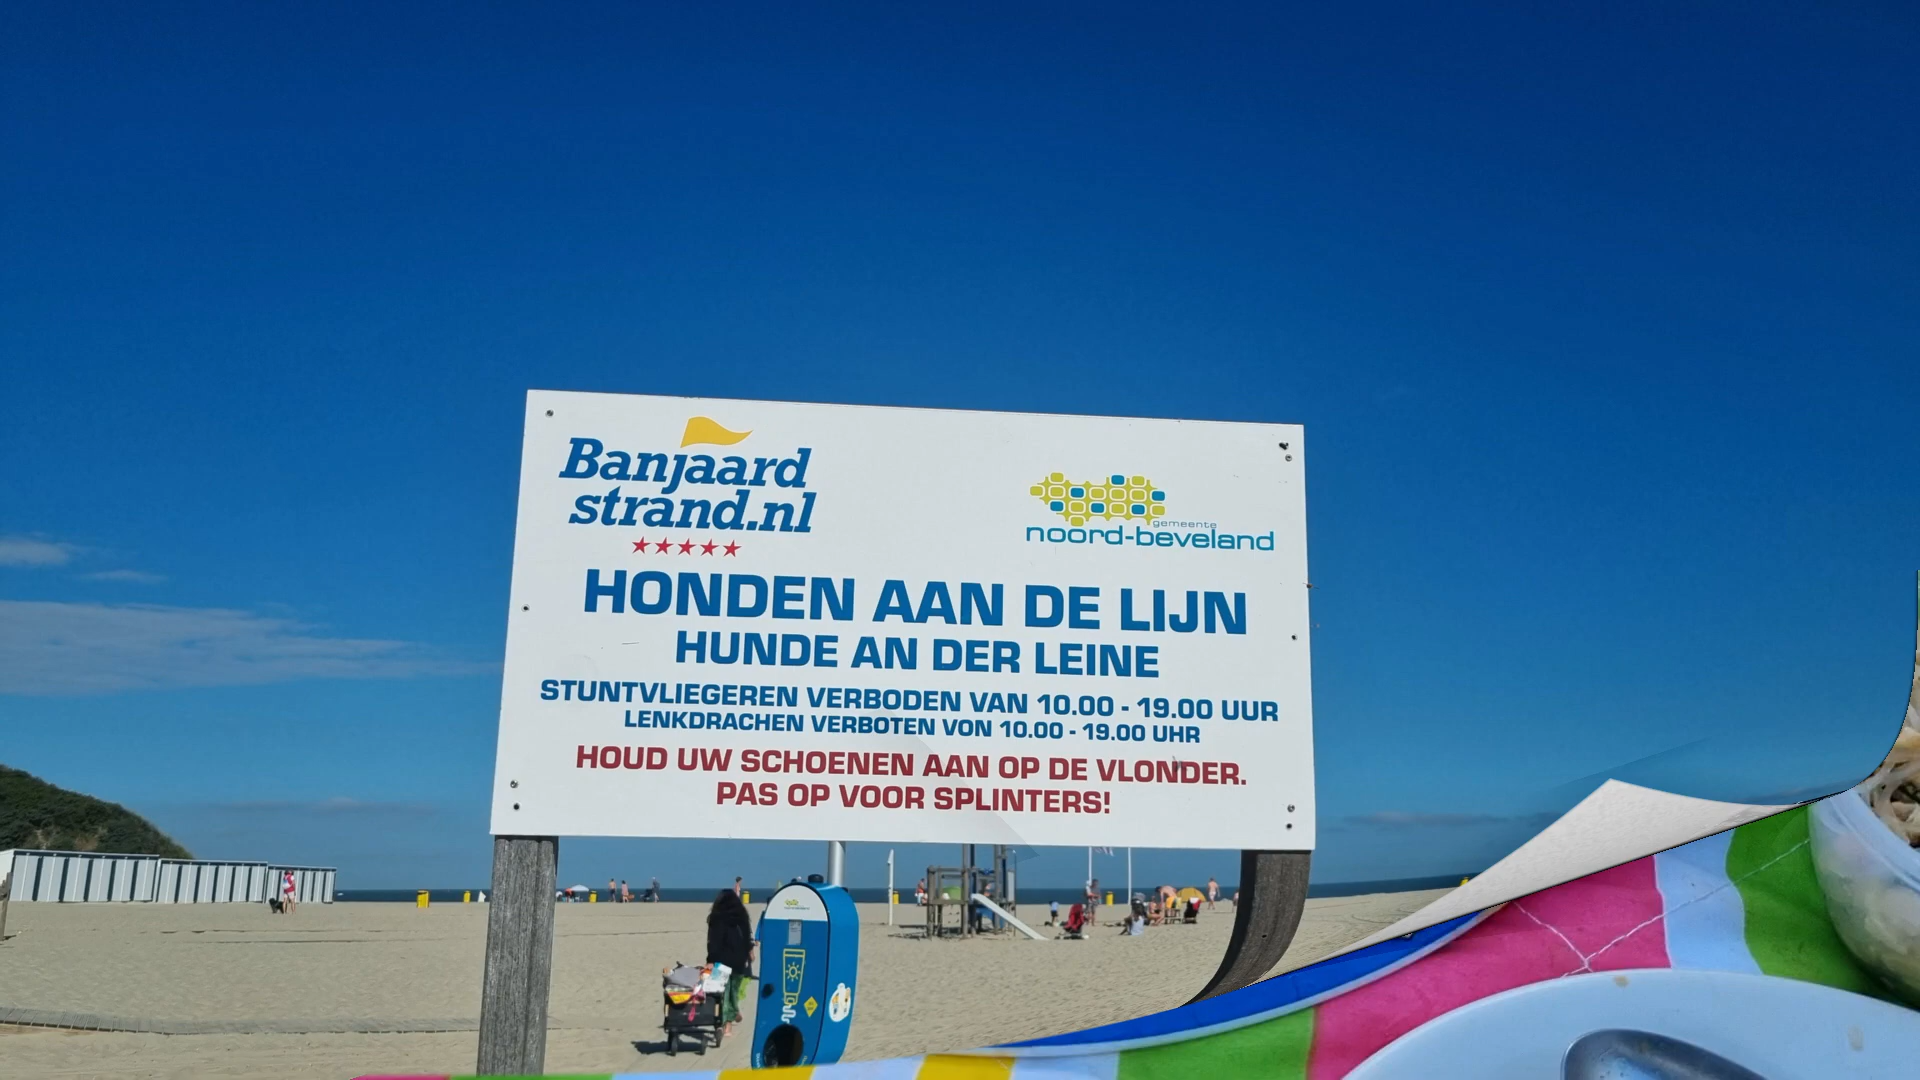 Banjaard
strand.nl
gemeente
noord-beveland
HONDEN AAN DE LIJN
HUNDE AN DER LEINE
STUNTVLIEGEREN VERBODEN VAN 10.00 - 19.00 UUR
LENKDRACHEN VERBOTEN VON 10.00 - 19.00 UHR
HOUD UW SCHOENEN AAN OP DE VLONDER.
PAS OP VOOR SPLINTERS!